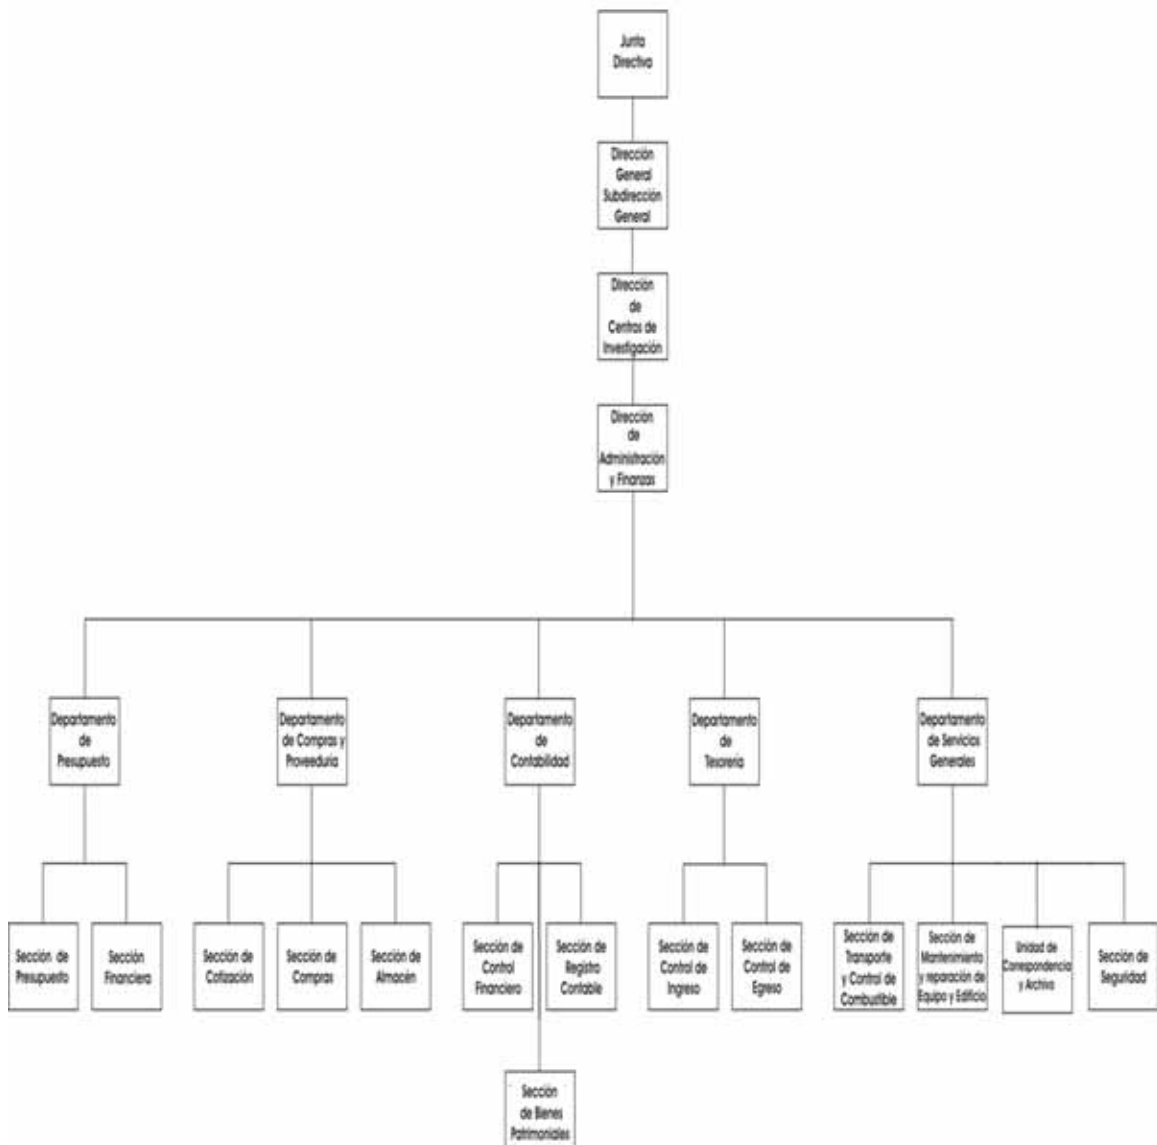 Junta
Directiva
Dirección
General
Subdirección
General
Dirección
de
Centros de
Investigación
Dirección
de
Administración
y Finanzas
Departamento
de
Presupuesto
Departamento
de Compras y
Proveeduria
Departamento
de
Contabilidad
Departamento
de
Tesorería
Departamento
de Servicios
Generales
Sección de
Presupuesto
Sección
Financiera
Sección de
Cotización
Sección de
Compras
Sección de
Almacén
Sección de
Control
Financiero
Sección de
Registro
Contable
Sección de
Control de
Ingreso
Sección de
Control de
Egreso
Sección de
Transporte
y Control de
Combustible
Sección de
Mantenimiento
y reparación de
Equipo y Edificio
Unidad de
Correspondencia
y Archivo
Sección de
Seguridad
Sección
de Bienes
Patrimoniales